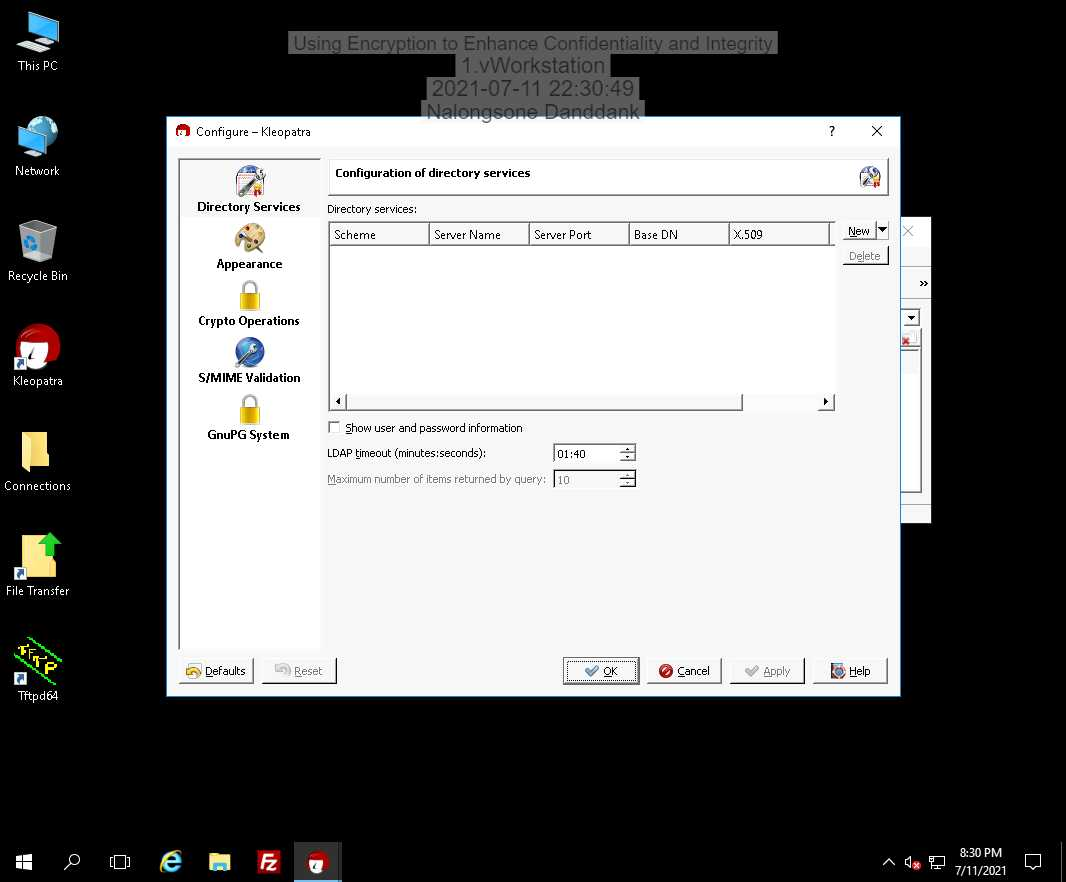 Using Encryption to Enhance Confidentiality and Integrity
1.vWorkstation
2021-07-11 22:30:49
Nalongsone Danddank
This PC
Network
Recycle Bin
Kleopatra
Connections
File Transfer
TFTP
Tftpd64
Configure – Kleopatra
?
Directory Services
Appearance
Crypto Operations
S/MIME Validation
GnuPG System
Configuration of directory services
Directory services:
Scheme Server Name Server Port Base DN X.509
New
Delete
»
Show user and password information
LDAP timeout (minutes:seconds): 01:40
Maximum number of items returned by query: 10
Defaults Reset OK Cancel Apply Help
Fz
8:30 PM
7/11/2021